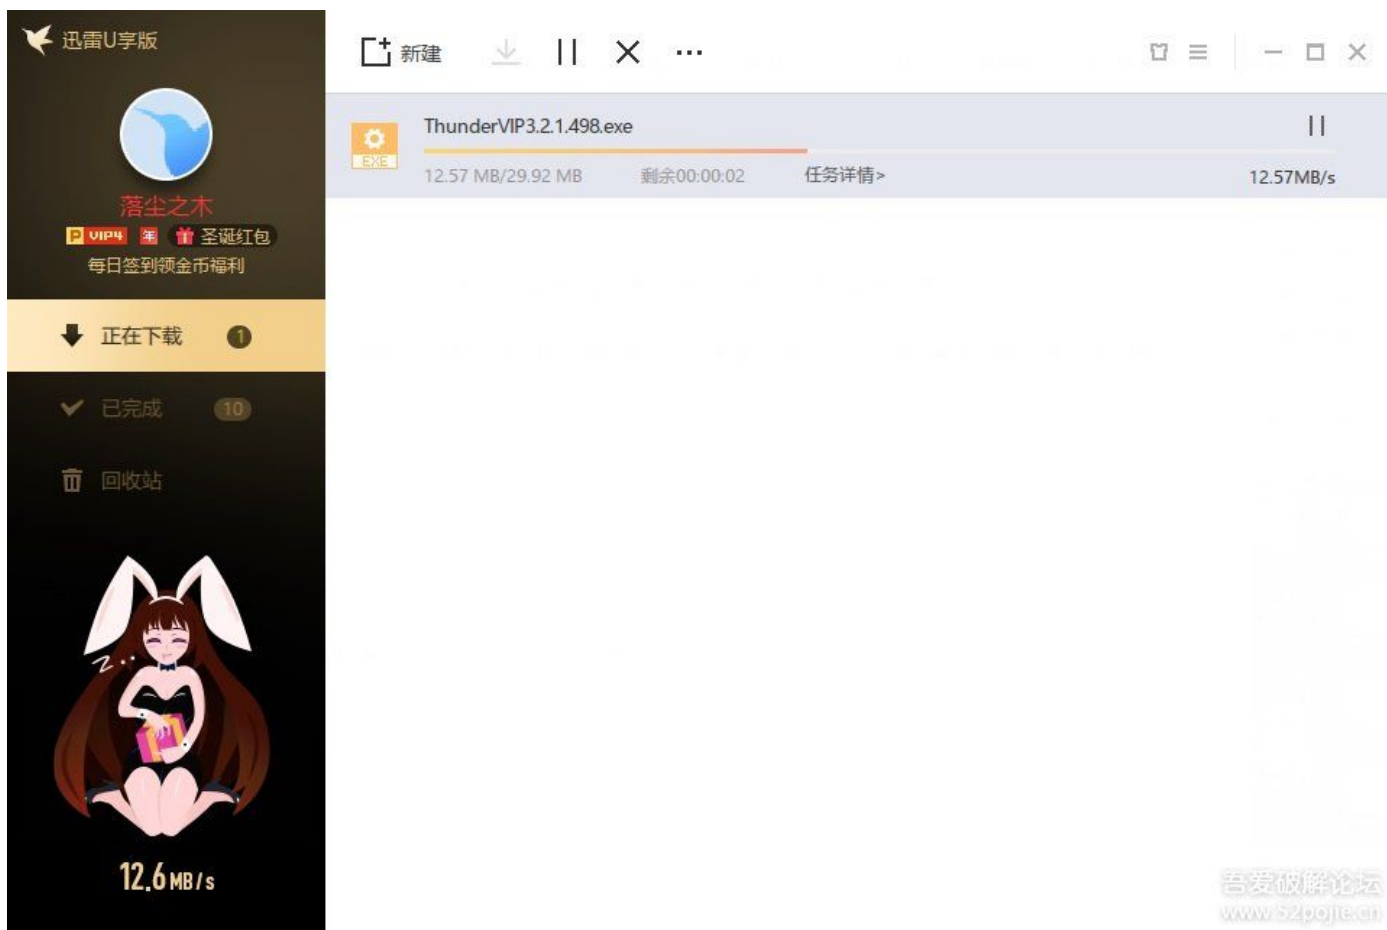 迅雷U享版
新建
落尘之木
P VIP4 年 圣诞红包
每日签到领金币福利
正在下载 1
已完成 10
回收站
z
12.6MB/s
ThunderVIP3.2.1.498.exe
EXE
12.57 MB/29.92 MB 剩余00:00:02 任务详情> 12.57MB/s
吾爱破解论坛
www.52pojie.cn